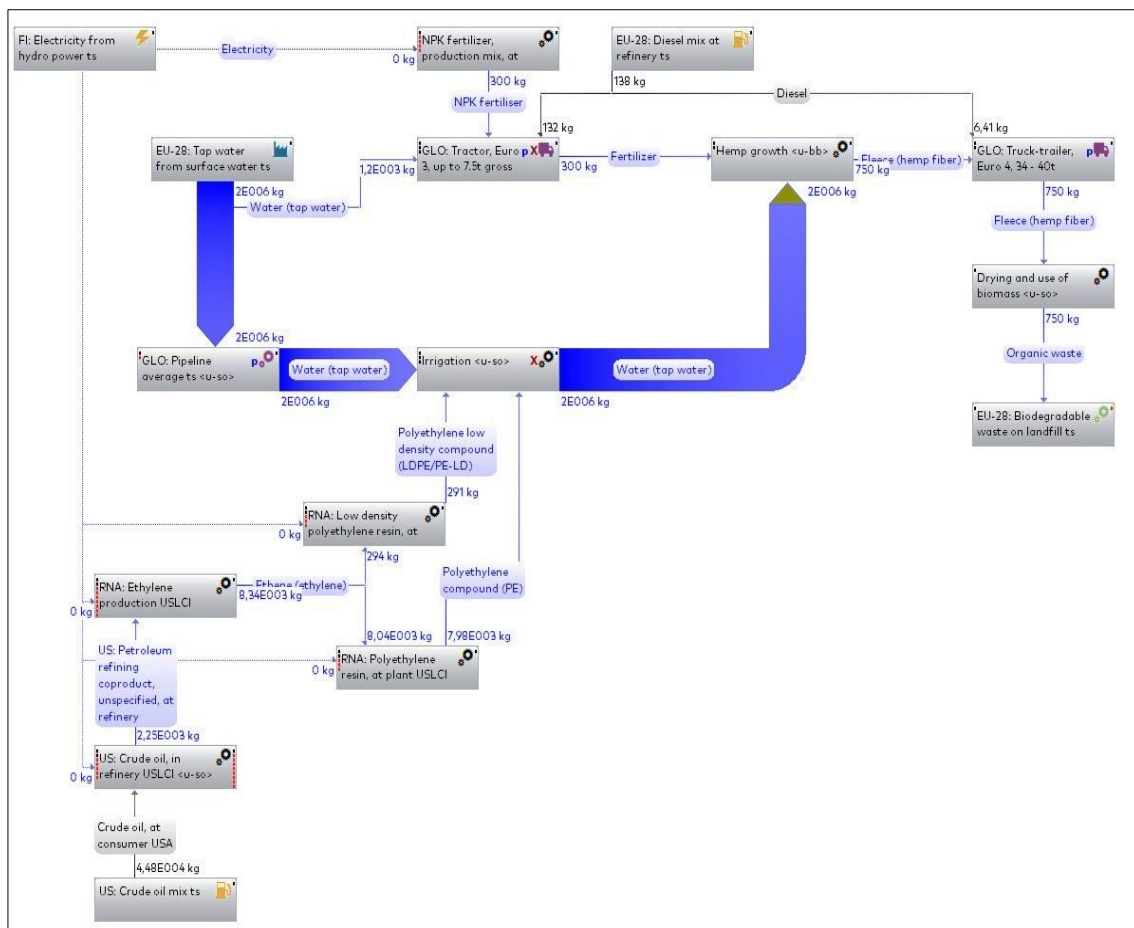 FI: Electricity from
hydro power ts
Electricity
0 kg
NPK fertilizer,
production mix, at
300 kg
NPK fertiliser
EU-28: Diesel mix at
refinery ts
138 kg
Diesel
132 kg
6,41 kg
EU-28: Tap water
from surface water ts
2E006 kg
Water (tap water)
1,2E003 kg
GLO: Tractor, Euro
3, up to 7.5t gross
p X
300 kg
Fertilizer
Hemp growth <u-bb>
2E006 kg
Fleece (hemp fiber)
750 kg
GLO: Truck-trailer,
Euro 4, 34 - 40t
p
750 kg
Fleece (hemp fiber)
Drying and use of
biomass <u-so>
750 kg
Organic waste
EU-28: Biodegradable
waste on landfill ts
2E006 kg
GLO: Pipeline
average ts <u-so>
p
2E006 kg
Water (tap water)
Irrigation <u-so>
X
2E006 kg
Water (tap water)
Polyethylene low
density compound
(LDPE/PE-LD)
291 kg
RNA: Low density
polyethylene resin, at
0 kg
294 kg
Polyethylene
compound (PE)
RNA: Ethylene
production USLCI
0 kg
Ethene (ethylene)
8,34E003 kg
8,04E003 kg
7,98E003 kg
RNA: Polyethylene
resin, at plant USLCI
0 kg
US: Petroleum
refining
coproduct,
unspecified, at
refinery
2,25E003 kg
US: Crude oil, in
refinery USLCI <u-so>
0 kg
Crude oil, at
consumer USA
4,48E004 kg
US: Crude oil mix ts